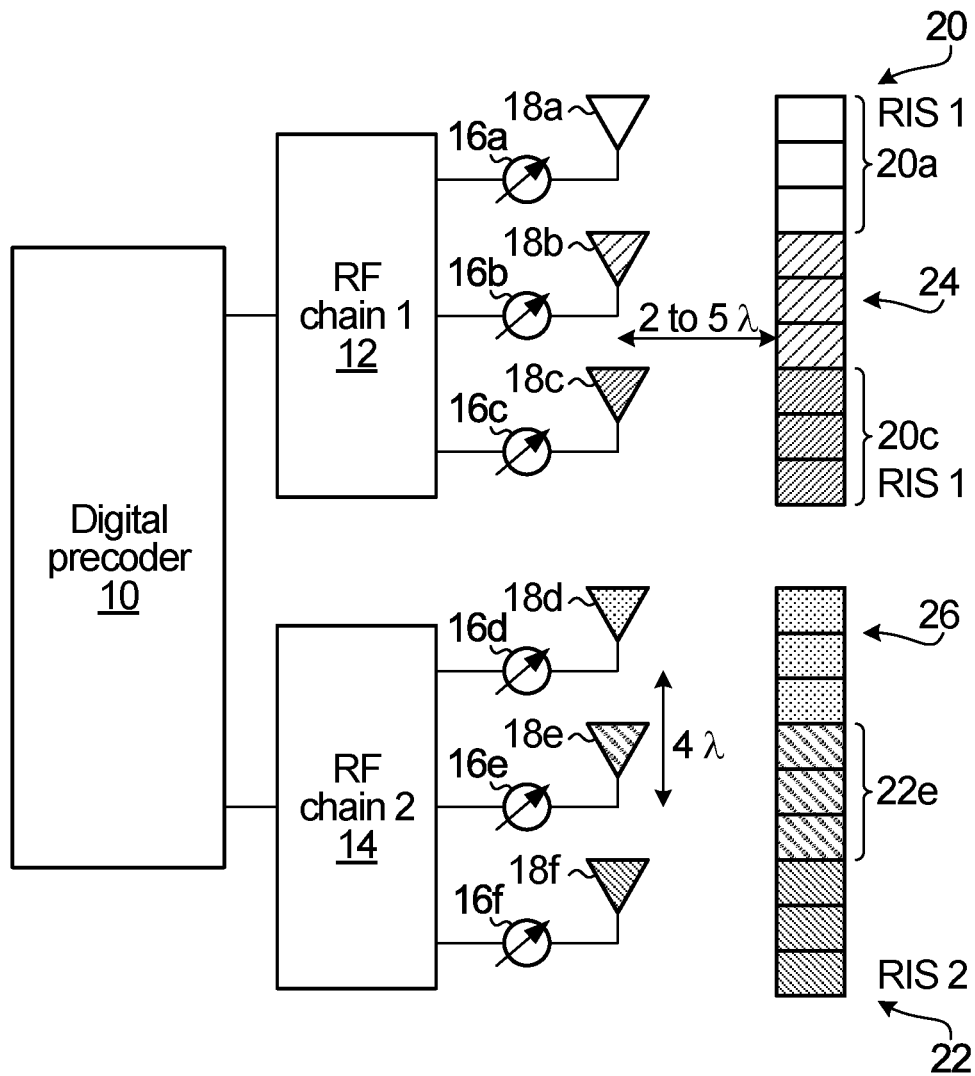 20
RIS 1
20a
18a
16a
RF
chain 1
12
18b
16b
24
2 to 5 λ
18c
16c
20c
RIS 1
Digital
precoder
10
18d
16d
26
RF
chain 2
14
18e
16e
4 λ
22e
18f
16f
RIS 2
22